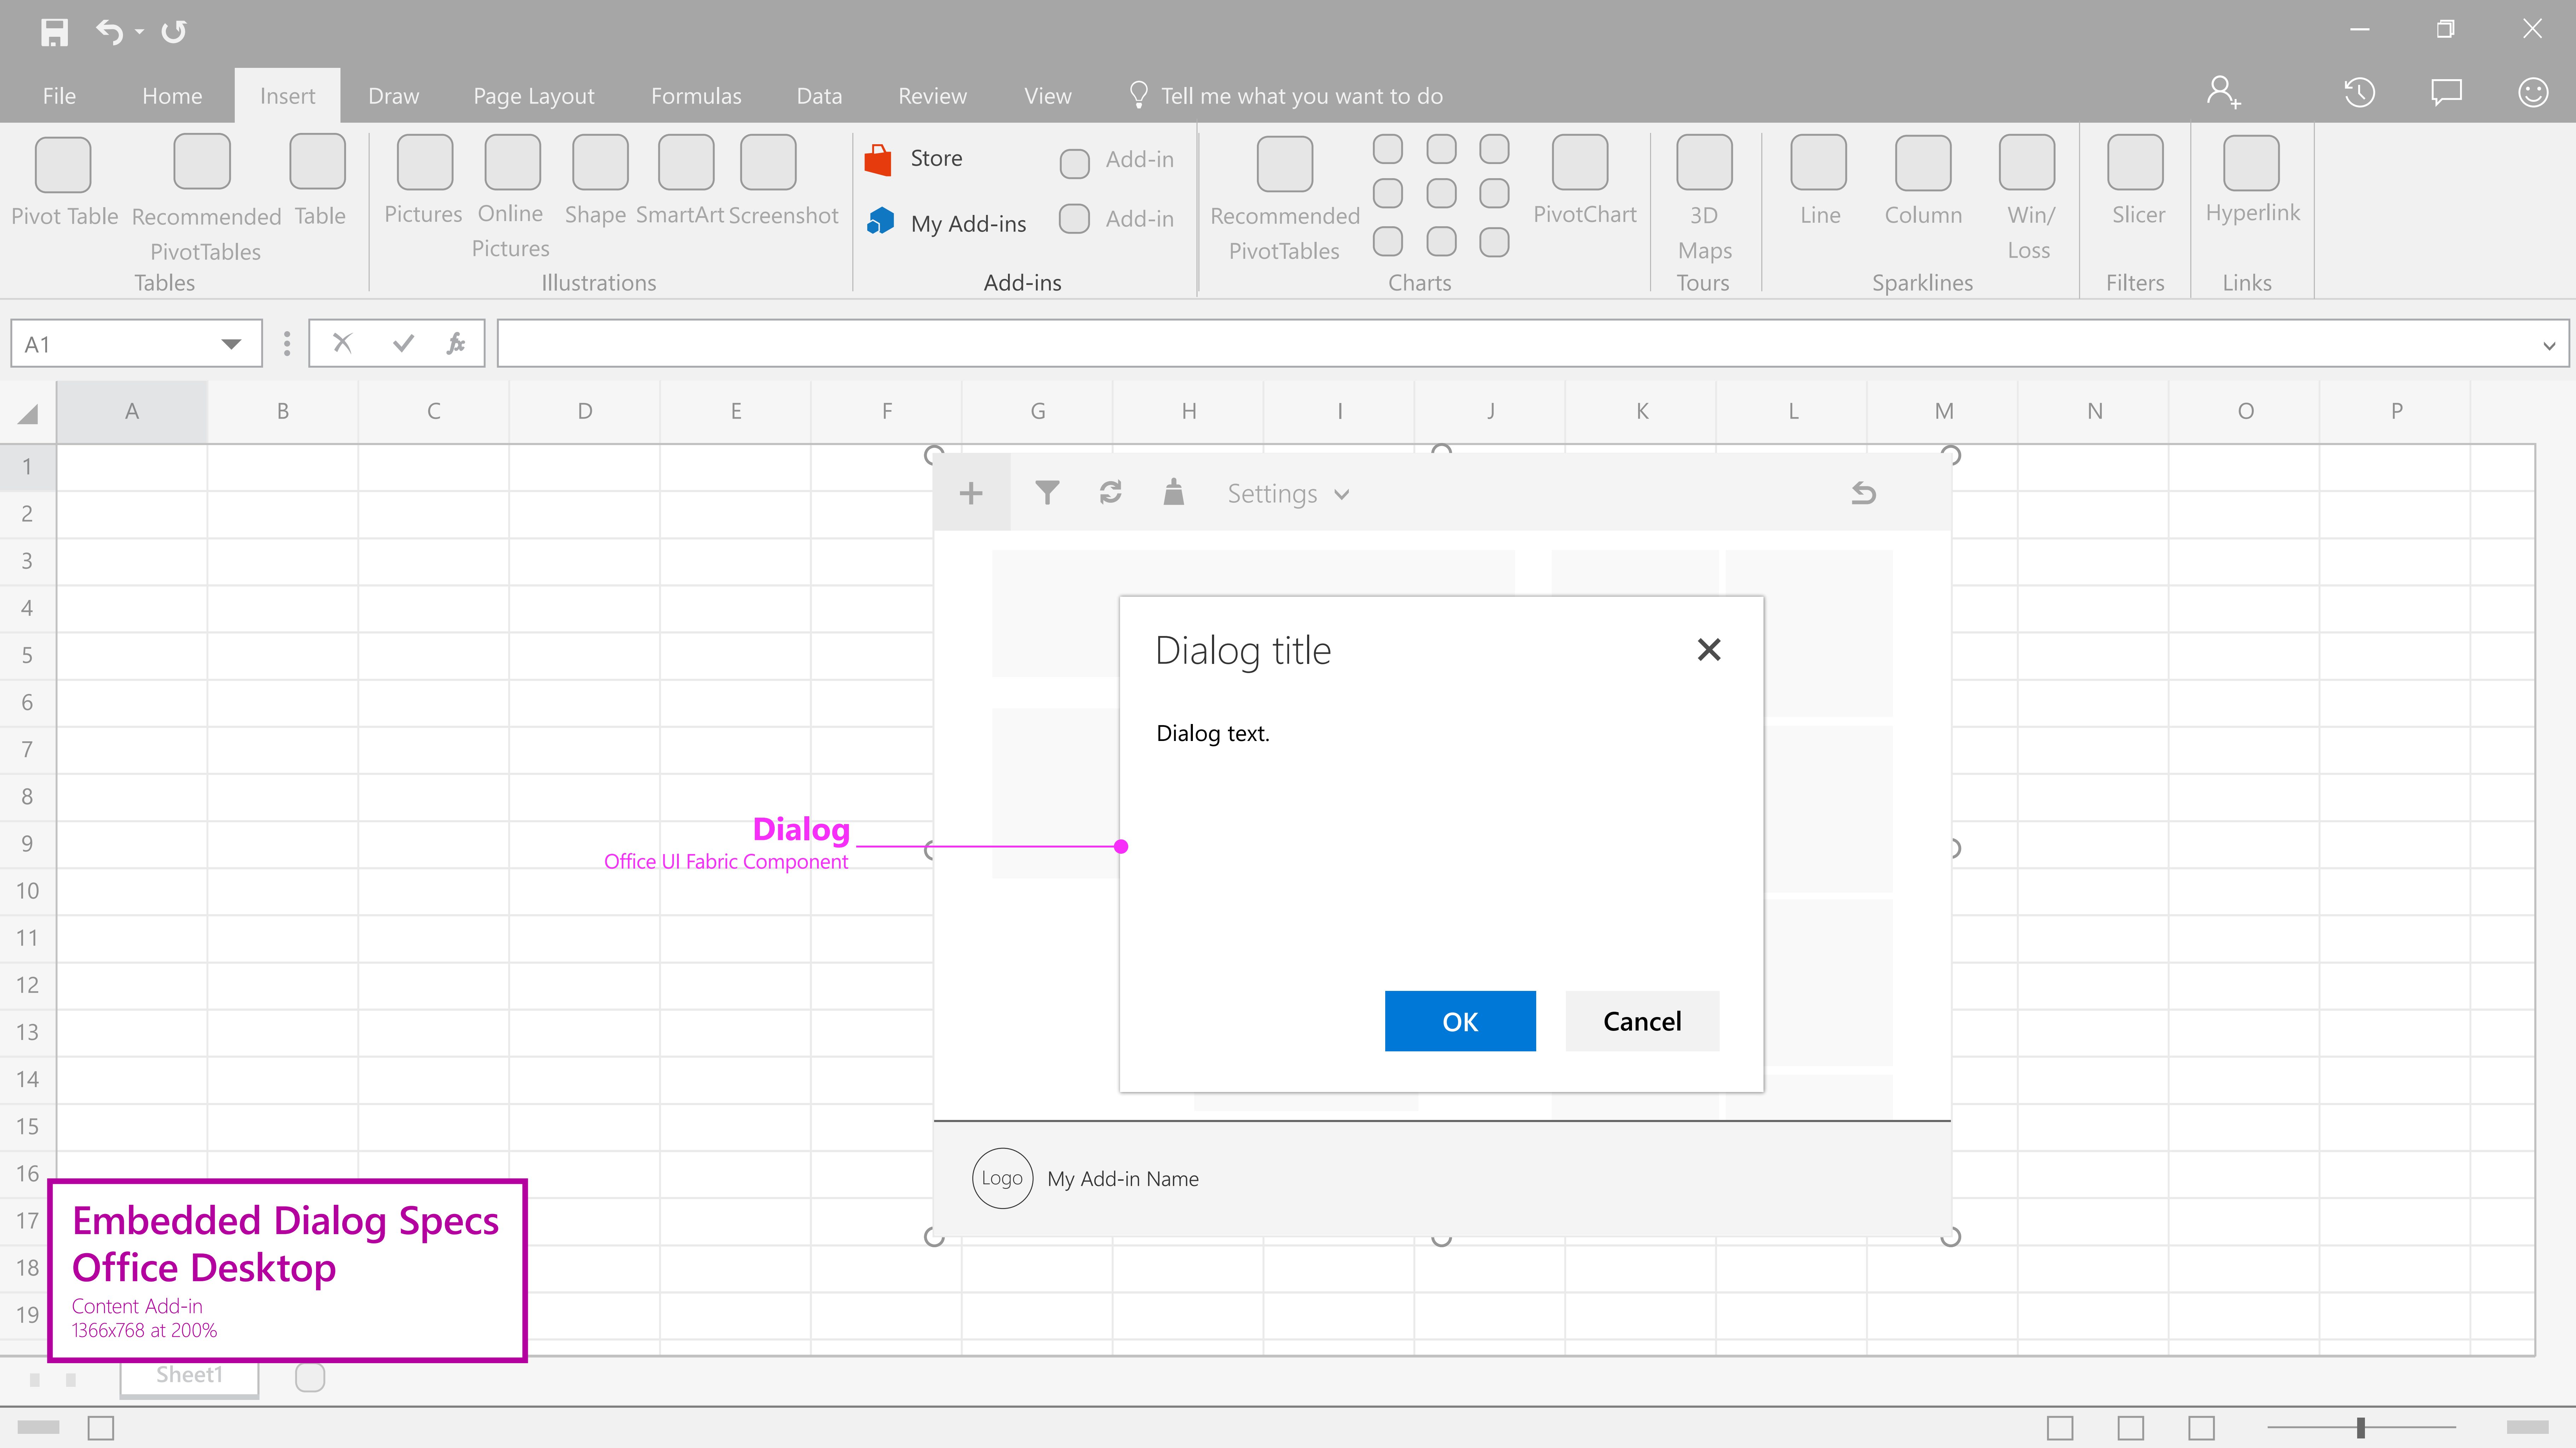 File Home Insert Draw Page Layout Formulas Data Review View Tell me what you want to do
Store Add-in
My Add-ins Add-in
Pivot Table Recommended PivotTables Table
Pictures Online Pictures Shape SmartArt Screenshot
Recommended PivotTables PivotChart
3D Maps
Line Column Win/ Loss
Slicer
Hyperlink
Tables Illustrations Add-ins Charts Tours Sparklines Filters Links
A1 fx
A B C D E F G H I J K L M N O P
1
2
3
4
5
6
7
8
9
10
11
12
13
14
15
16
17
18
19
Settings
Dialog title
Dialog text.
Dialog
Office UI Fabric Component
OK Cancel
Logo My Add-in Name
Embedded Dialog Specs
Office Desktop
Content Add-in
1366x768 at 200%
Sheet1